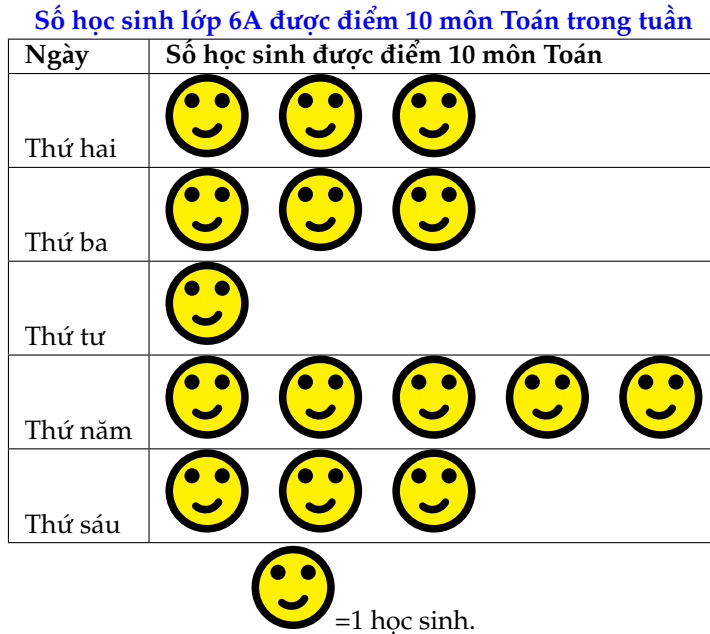 Số học sinh lớp 6A được điểm 10 môn Toán trong tuần
Ngày Số học sinh được điểm 10 môn Toán
Thứ hai
Thứ ba
Thứ tư
Thứ năm
Thứ sáu
=1 học sinh.